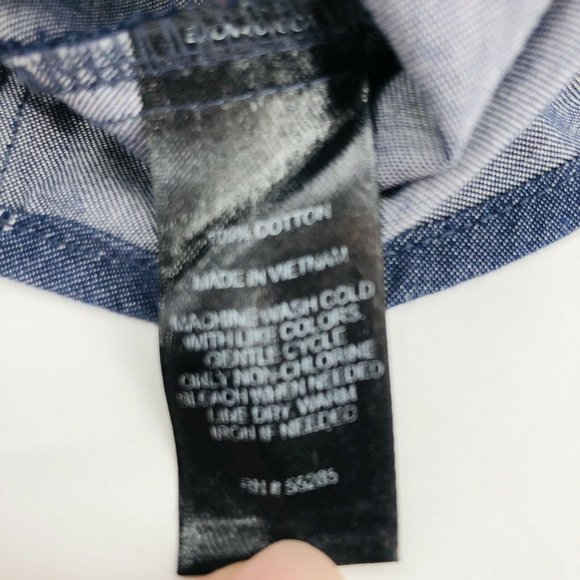 100% COTTON
MADE IN VIETNAM
MACHINE WASH COLD
WITH LIKE COLORS.
GENTLE CYCLE
ONLY NON-CHLORINE
BLEACH WHEN NEEDED
LINE DRY. WARM
IRON IF NEEDED
RN # 55285